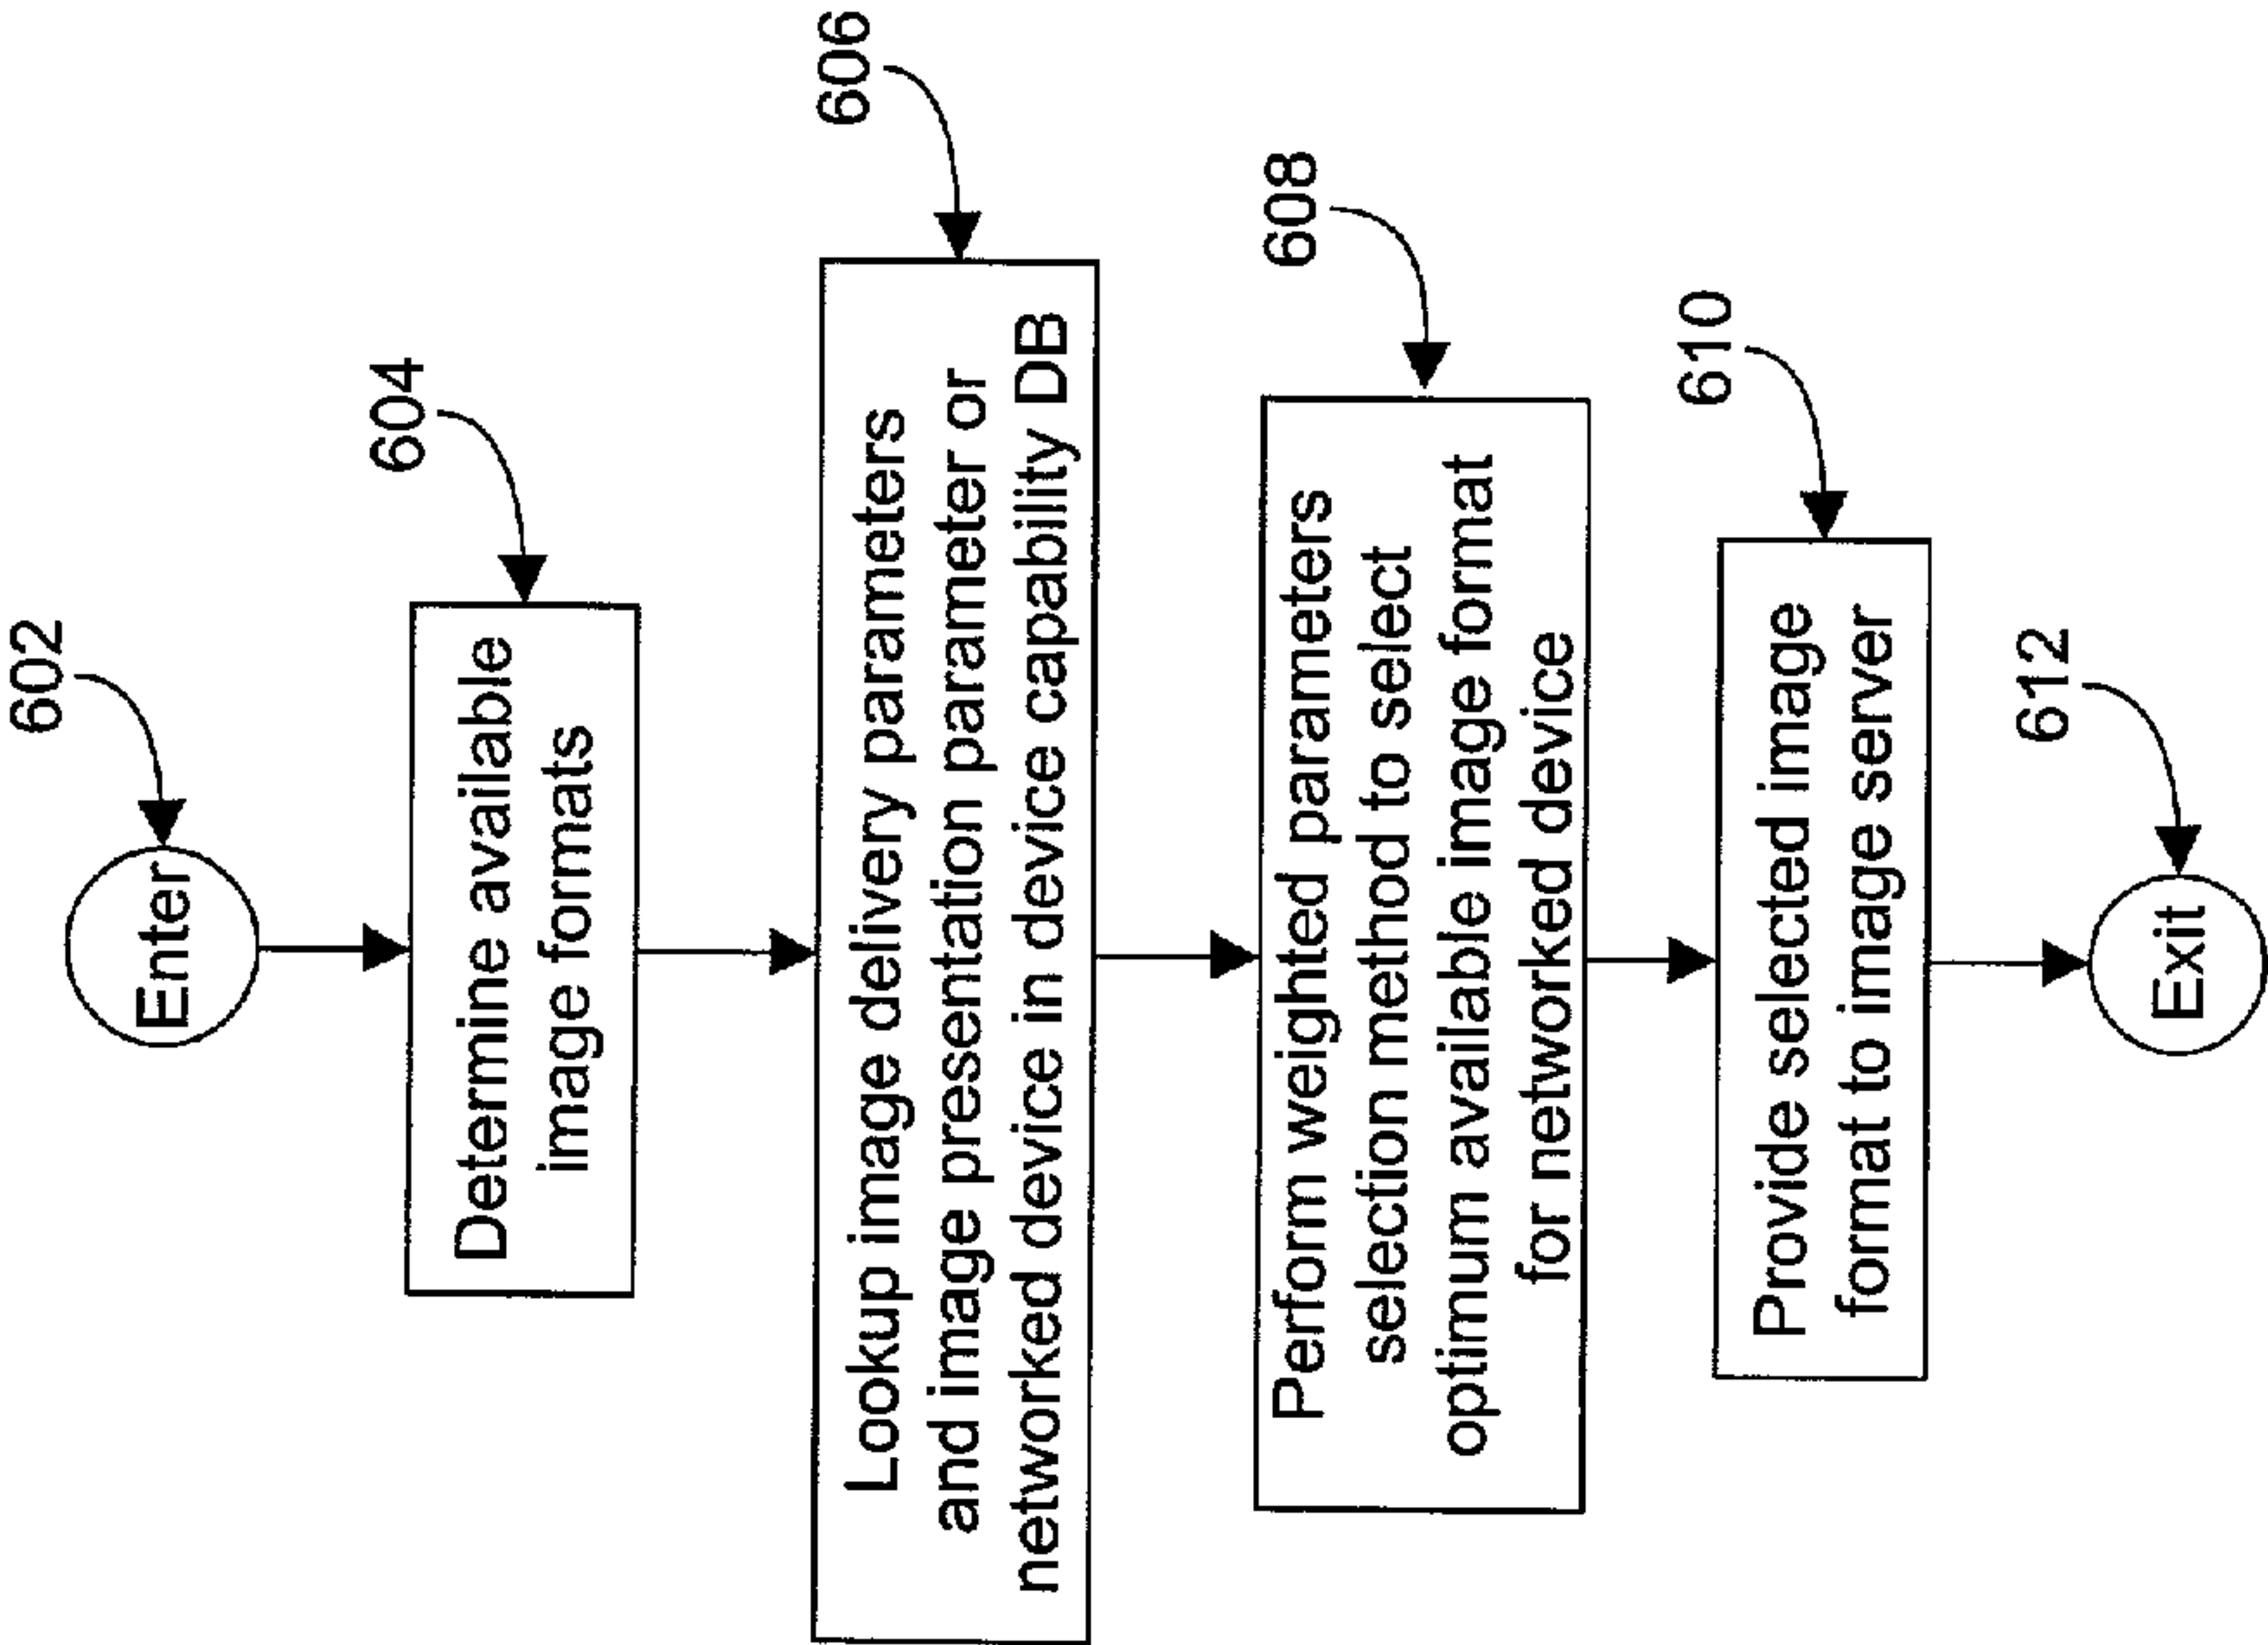 602
Enter
604
Determine available
image formats
606
Lookup image delivery parameters
and image presentation parameter or
networked device in device capability DB
608
Perform weighted parameters
selection method to select
optimum available image format
for networked device
610
Provide selected image
format to image server
612
Exit